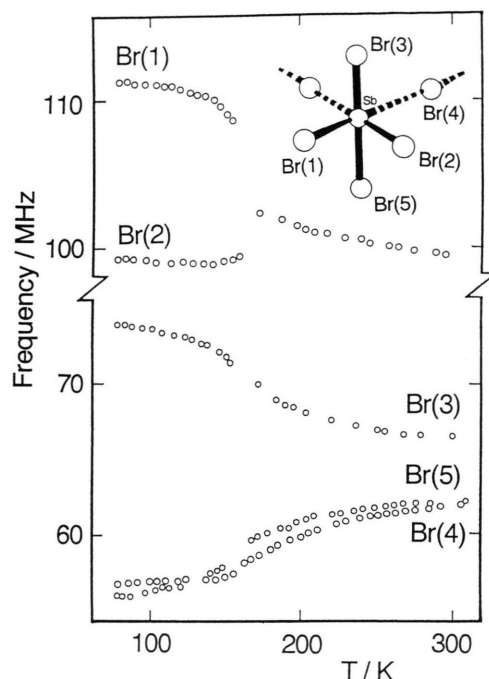 Br(3)
Br(1)
Sb
110
Br(4)
Br(1)
Br(2)
Br(5)
Br(2)
100
Frequency / MHz
70
Br(3)
Br(5)
60
Br(4)
100
200
300
T / K